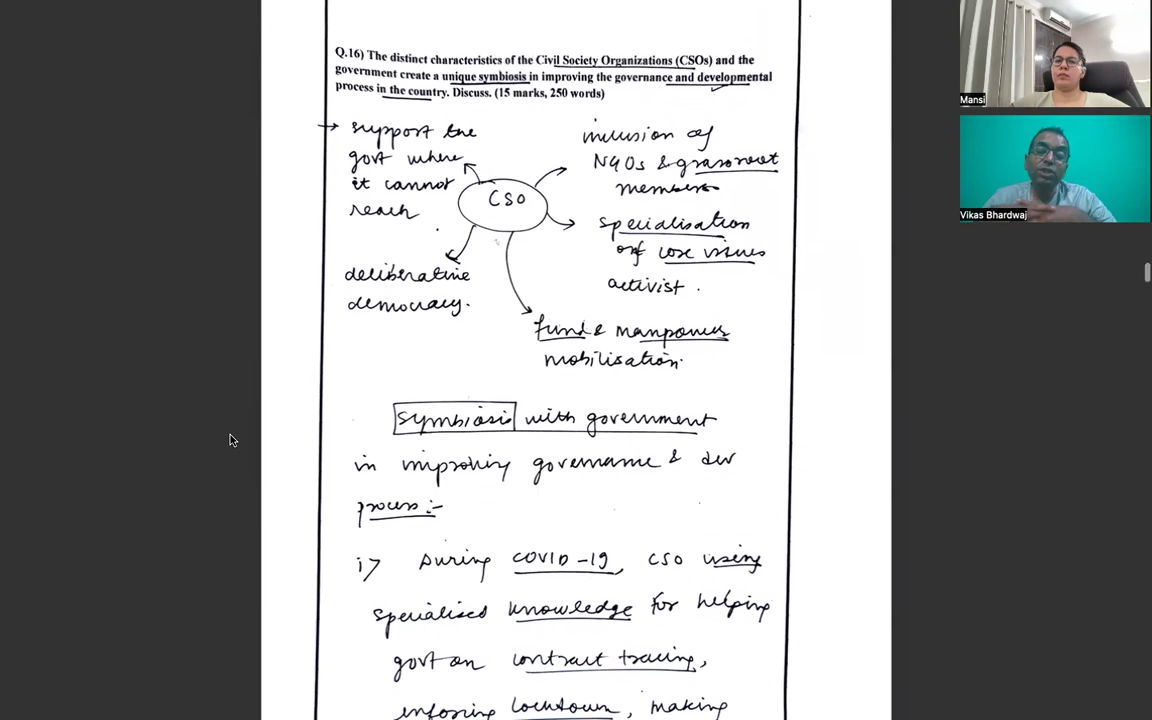 Q.16) The distinct characteristics of the Civil Society Organizations (CSOs) and the
government create a unique symbiosis in improving the governance and developmental
process in the country. Discuss. (15 marks, 250 words)
→ support the
govt where
it cannot
reach
CSO
inclusion of
NGOs & grassroot
members
specialisation
of core issues
activist.
deliberative
democracy.
fund & manpower
mobilisation.
symbiosis with government
in improving governance & dev
process :-
i) During COVID-19, CSO using
specialised knowledge for helping
govt on contract tracing,
enforcing lockdown, making
Mansi
Vikas Bhardwaj